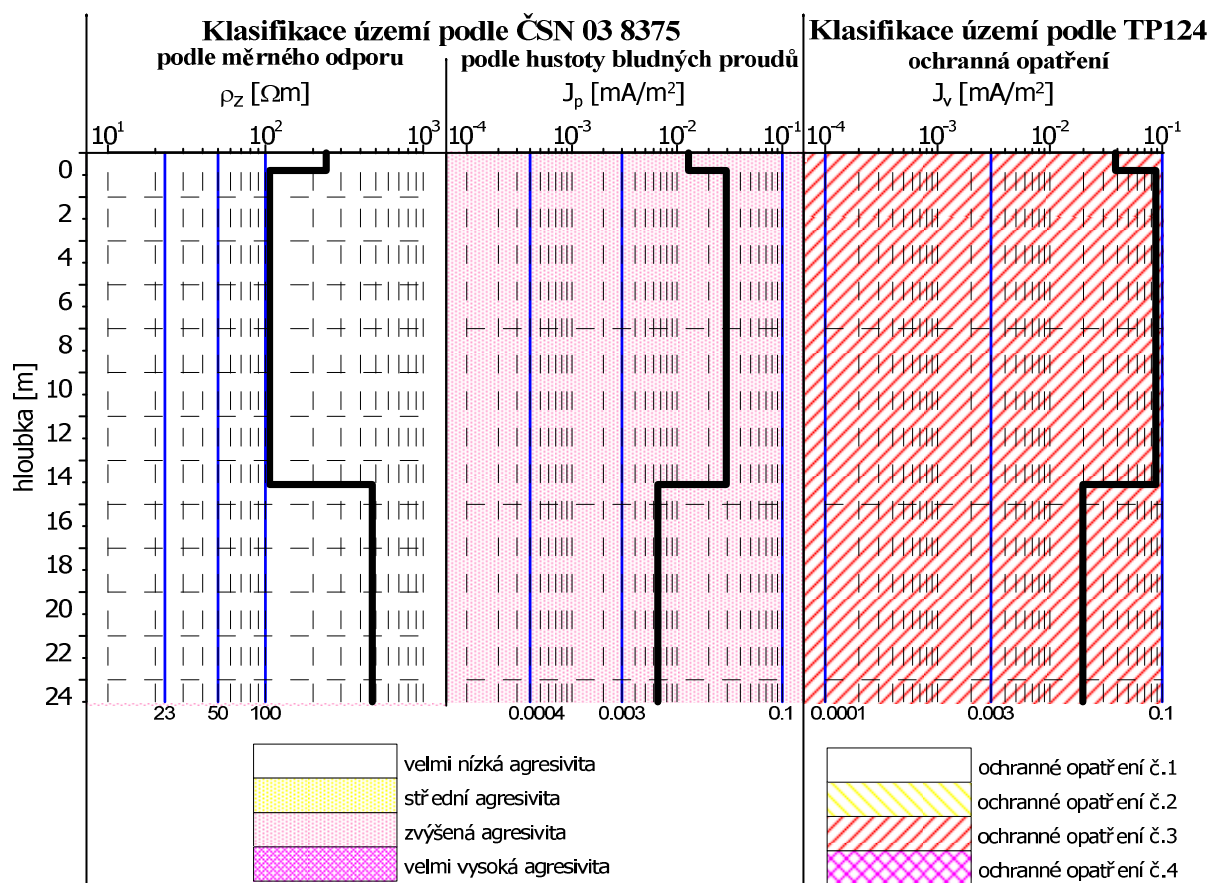 Klasifikace území podle ČSN 03 8375
Klasifikace území podle TP124
podle měrného odporu
podle hustoty bludných proudů
ochranná opatření
ρz [Ωm]
Jp [mA/m²]
Jv [mA/m²]
10¹ 10² 10³
10⁻⁴ 10⁻³ 10⁻² 10⁻¹
10⁻⁴ 10⁻³ 10⁻² 10⁻¹
hloubka [m]
0
2
4
6
8
10
12
14
16
18
20
22
24
23 50 100
0.0004 0.003 0.1
0.0001 0.003 0.1
velmi nízká agresivita
střední agresivita
zvýšená agresivita
velmi vysoká agresivita
ochranné opatření č.1
ochranné opatření č.2
ochranné opatření č.3
ochranné opatření č.4